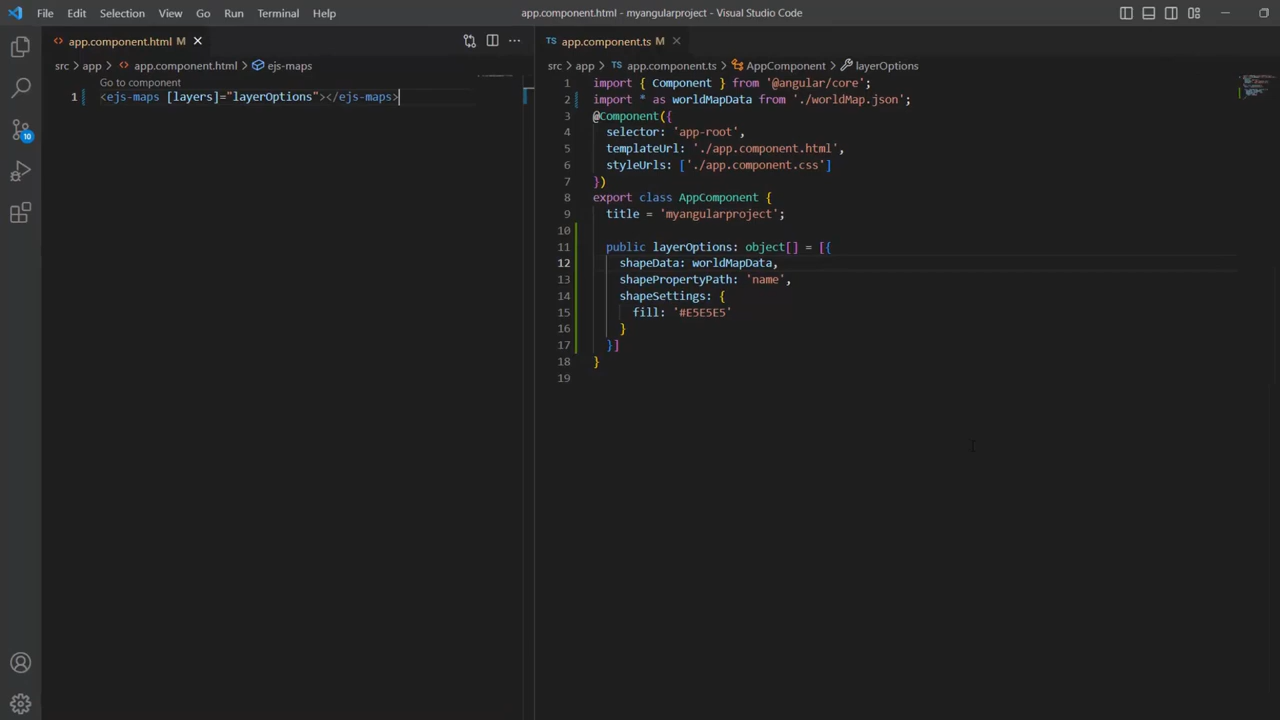 File Edit Selection View Go Run Terminal Help
app.component.html - myangularproject - Visual Studio Code
app.component.html M
src > app > app.component.html > ejs-maps
Go to component
1 <ejs-maps [layers]="layerOptions"></ejs-maps>
10
TS app.component.ts M
src > app > TS app.component.ts > AppComponent > layerOptions
1 import { Component } from '@angular/core';
2 import * as worldMapData from './worldMap.json';
3 @Component({
4 selector: 'app-root',
5 templateUrl: './app.component.html',
6 styleUrls: ['./app.component.css']
7 })
8 export class AppComponent {
9 title = 'myangularproject';
10
11 public layerOptions: object[] = [{
12 shapeData: worldMapData,
13 shapePropertyPath: 'name',
14 shapeSettings: {
15 fill: '#E5E5E5'
16 }
17 }]
18 }
19